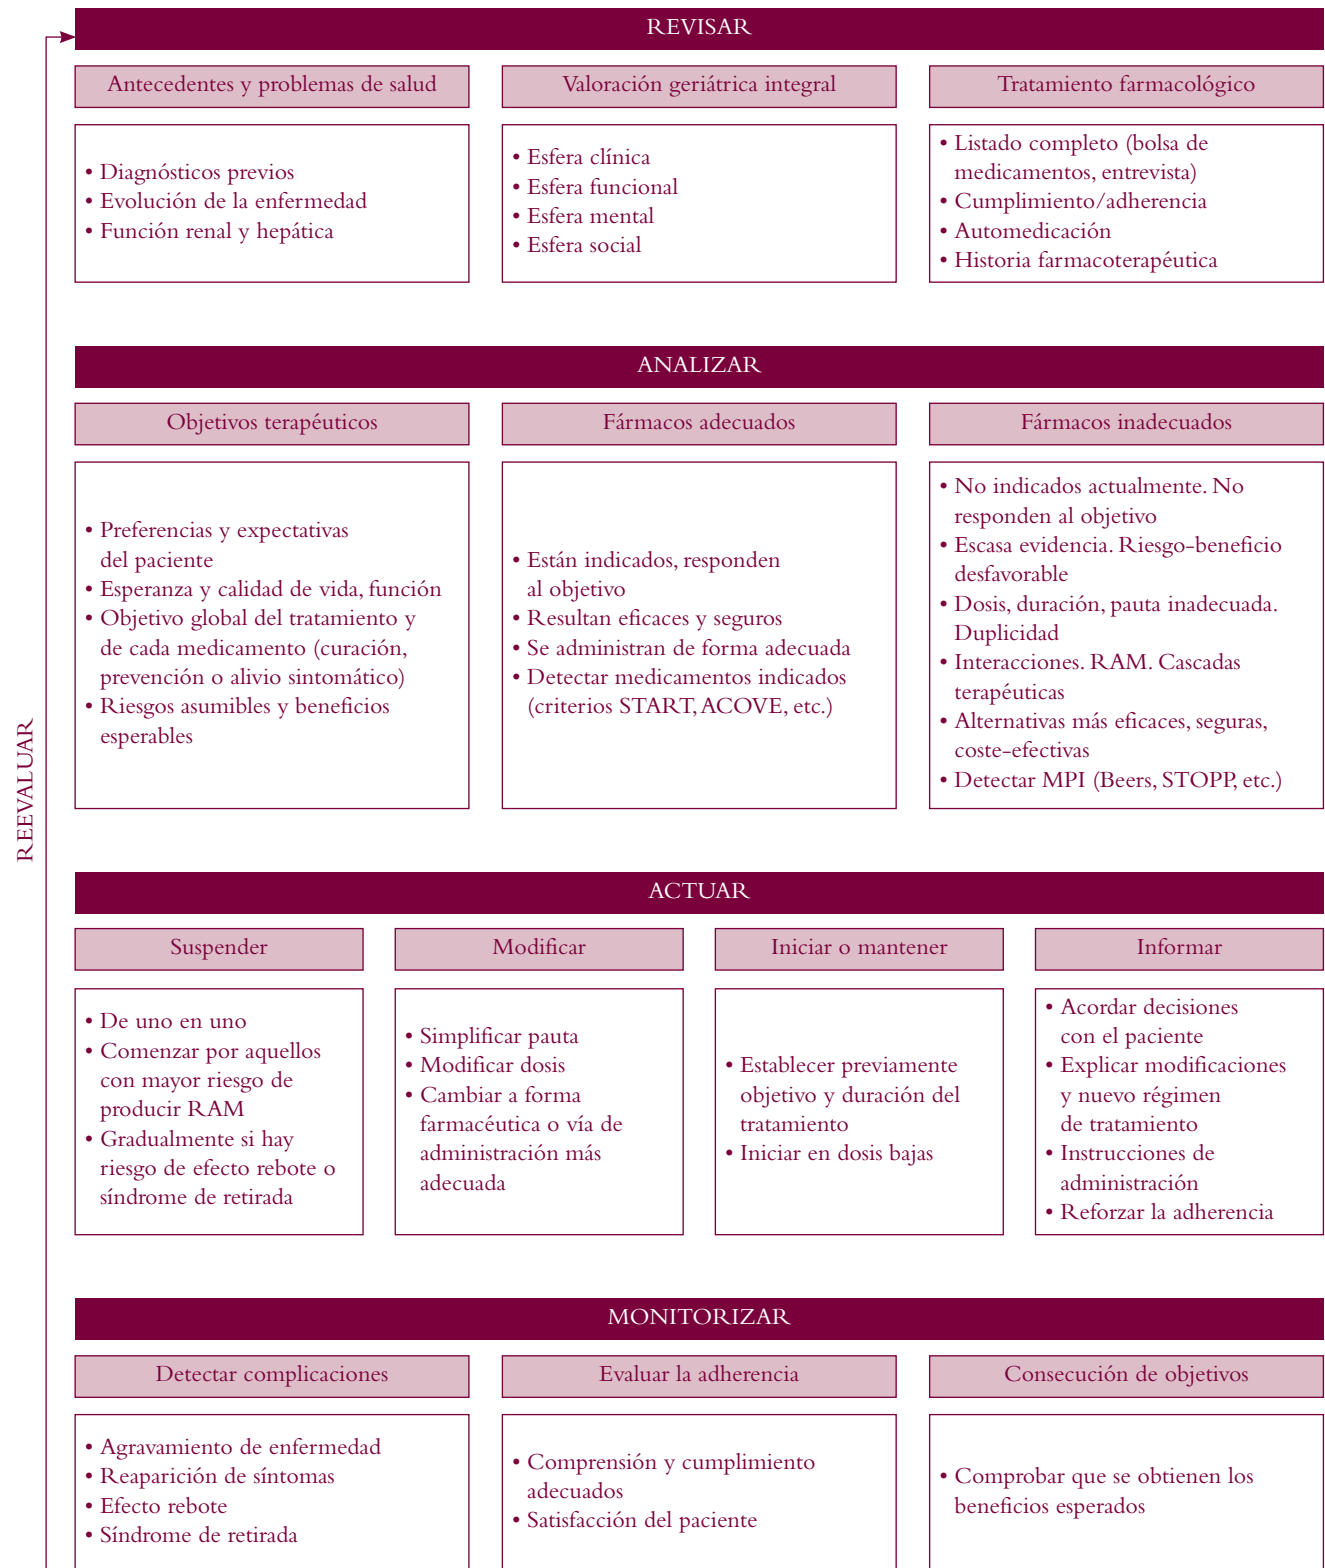 REVISAR
Antecedentes y problemas de salud
• Diagnósticos previos
• Evolución de la enfermedad
• Función renal y hepática
Valoración geriátrica integral
• Esfera clínica
• Esfera funcional
• Esfera mental
• Esfera social
Tratamiento farmacológico
• Listado completo (bolsa de
medicamentos, entrevista)
• Cumplimiento/adherencia
• Automedicación
• Historia farmacoterapéutica
ANALIZAR
Objetivos terapéuticos
• Preferencias y expectativas
del paciente
• Esperanza y calidad de vida, función
• Objetivo global del tratamiento y
de cada medicamento (curación,
prevención o alivio sintomático)
• Riesgos asumibles y beneficios
esperables
Fármacos adecuados
• Están indicados, responden
al objetivo
• Resultan eficaces y seguros
• Se administran de forma adecuada
• Detectar medicamentos indicados
(criterios START, ACOVE, etc.)
Fármacos inadecuados
• No indicados actualmente. No
responden al objetivo
• Escasa evidencia. Riesgo-beneficio
desfavorable
• Dosis, duración, pauta inadecuada.
Duplicidad
• Interacciones. RAM. Cascadas
terapéuticas
• Alternativas más eficaces, seguras,
coste-efectivas
• Detectar MPI (Beers, STOPP, etc.)
REEVALUAR
ACTUAR
Suspender
• De uno en uno
• Comenzar por aquellos
con mayor riesgo de
producir RAM
• Gradualmente si hay
riesgo de efecto rebote o
síndrome de retirada
Modificar
• Simplificar pauta
• Modificar dosis
• Cambiar a forma
farmacéutica o vía de
administración más
adecuada
Iniciar o mantener
• Establecer previamente
objetivo y duración del
tratamiento
• Iniciar en dosis bajas
Informar
• Acordar decisiones
con el paciente
• Explicar modificaciones
y nuevo régimen
de tratamiento
• Instrucciones de
administración
• Reforzar la adherencia
MONITORIZAR
Detectar complicaciones
• Agravamiento de enfermedad
• Reaparición de síntomas
• Efecto rebote
• Síndrome de retirada
Evaluar la adherencia
• Comprensión y cumplimiento
adecuados
• Satisfacción del paciente
Consecución de objetivos
• Comprobar que se obtienen los
beneficios esperados